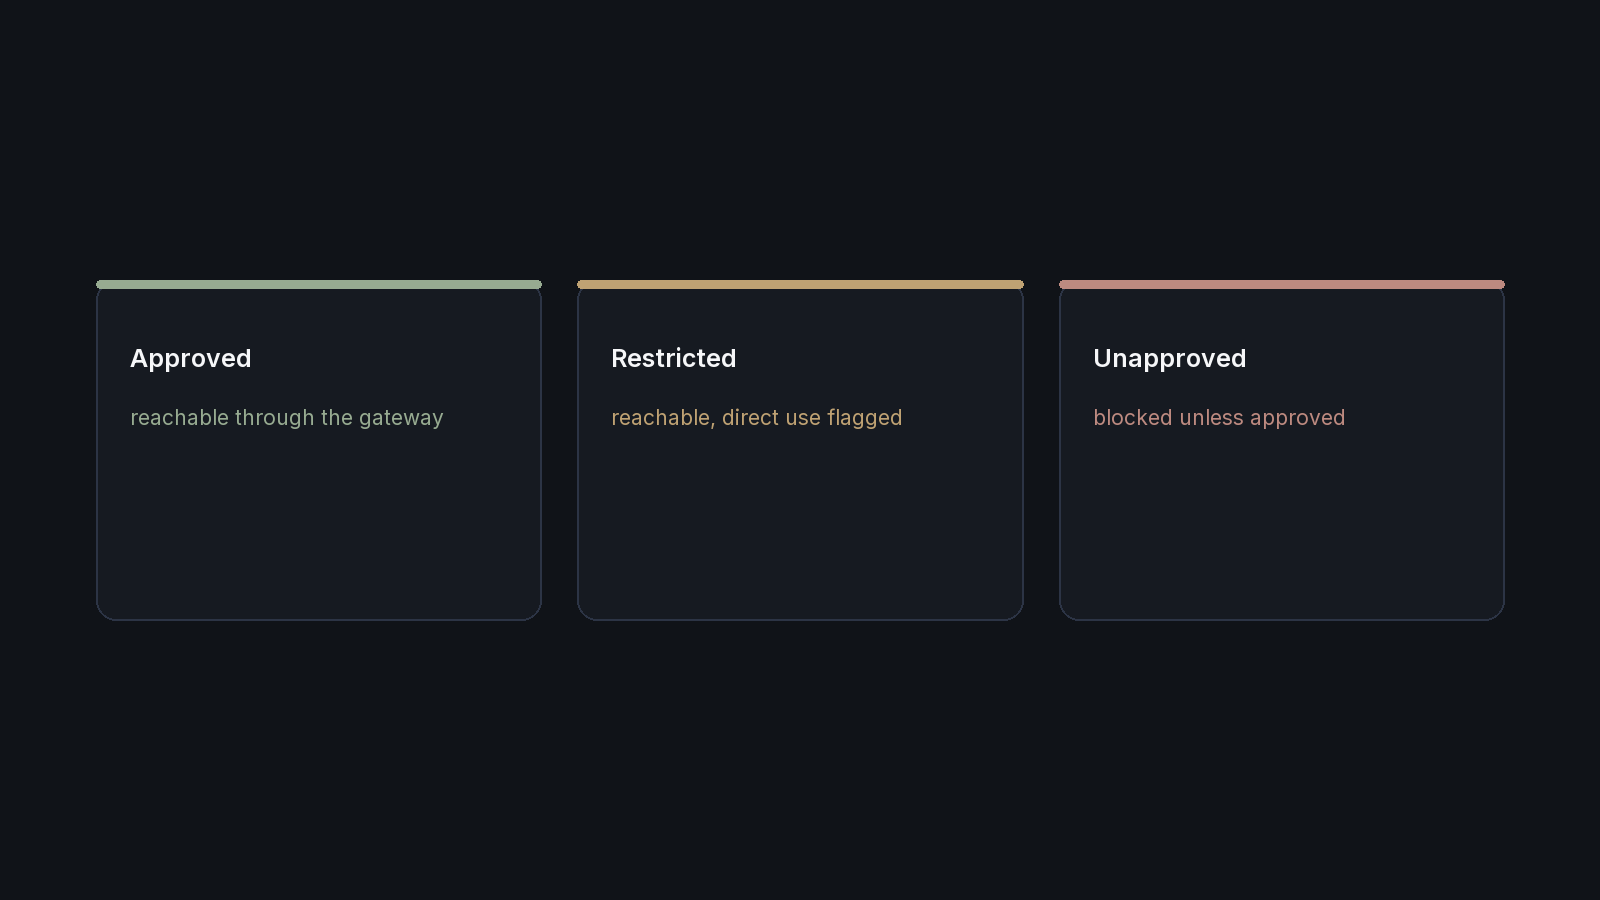 Approved
reachable through the gateway
Restricted
reachable, direct use flagged
Unapproved
blocked unless approved